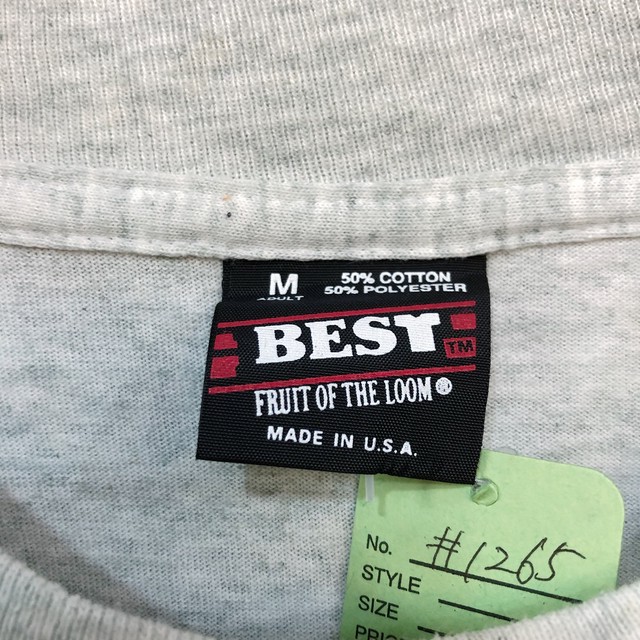 M 50% COTTON
ADULT 50% POLYESTER
BEST TM
FRUIT OF THE LOOM®
MADE IN U.S.A.
No. #1265
STYLE
SIZE